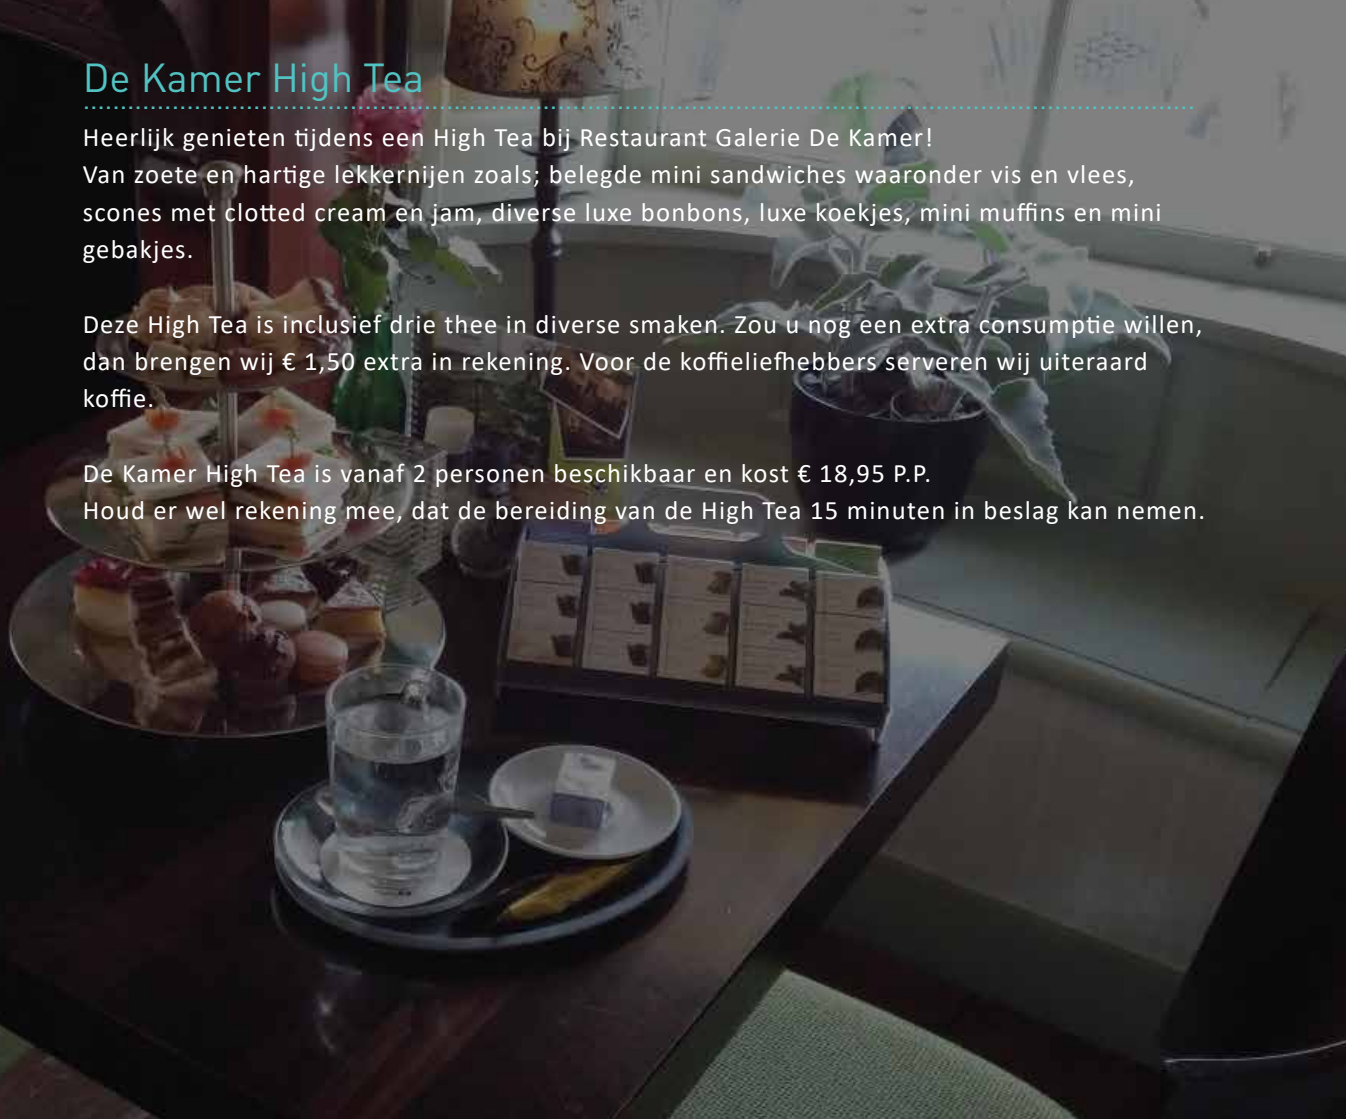 De Kamer High Tea
Heerlijk genieten tijdens een High Tea bij Restaurant Galerie De Kamer!
Van zoete en hartige lekkernijen zoals; belegde mini sandwiches waaronder vis en vlees,
scones met clotted cream en jam, diverse luxe bonbons, luxe koekjes, mini muffins en mini
gebakjes.
Deze High Tea is inclusief drie thee in diverse smaken. Zou u nog een extra consumptie willen,
dan brengen wij € 1,50 extra in rekening. Voor de koffieliefhebbers serveren wij uiteraard
koffie.
De Kamer High Tea is vanaf 2 personen beschikbaar en kost € 18,95 P.P.
Houd er wel rekening mee, dat de bereiding van de High Tea 15 minuten in beslag kan nemen.